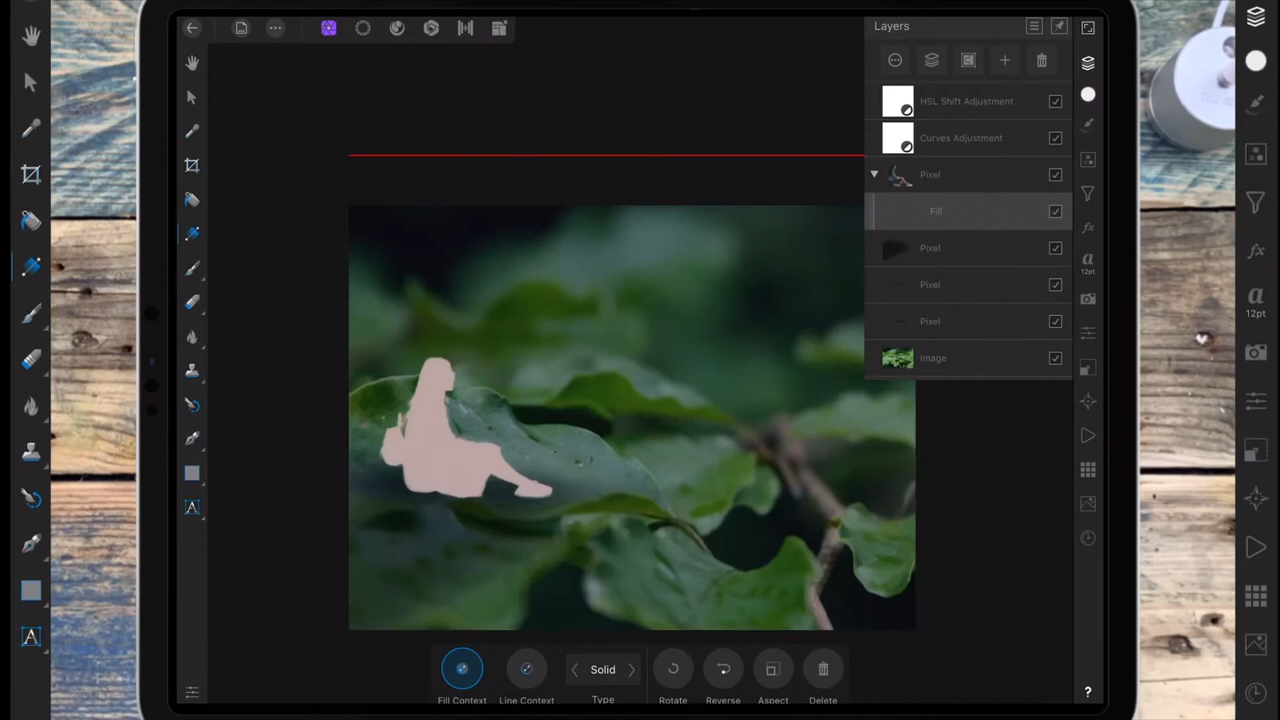 Layers
HSL Shift Adjustment
Curves Adjustment
Pixel
Fill
Pixel
Pixel
Pixel
Image
a
12pt
a
12pt
A
A
Solid
Fill Context
Line Context
Type
Rotate
Reverse
Aspect
Delete
?